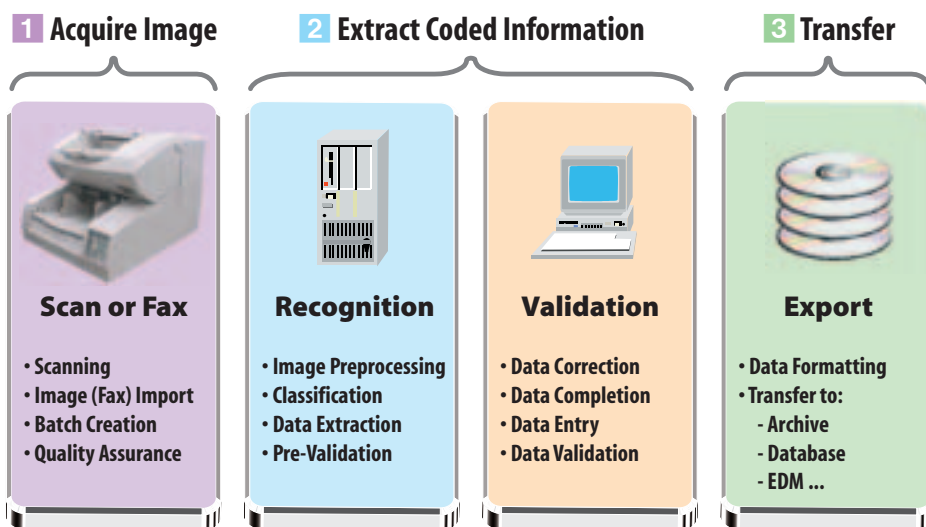 1 Acquire Image
2 Extract Coded Information
3 Transfer
Scan or Fax
• Scanning
• Image (Fax) Import
• Batch Creation
• Quality Assurance
Recognition
• Image Preprocessing
• Classification
• Data Extraction
• Pre-Validation
Validation
• Data Correction
• Data Completion
• Data Entry
• Data Validation
Export
• Data Formatting
• Transfer to:
- Archive
- Database
- EDM ...